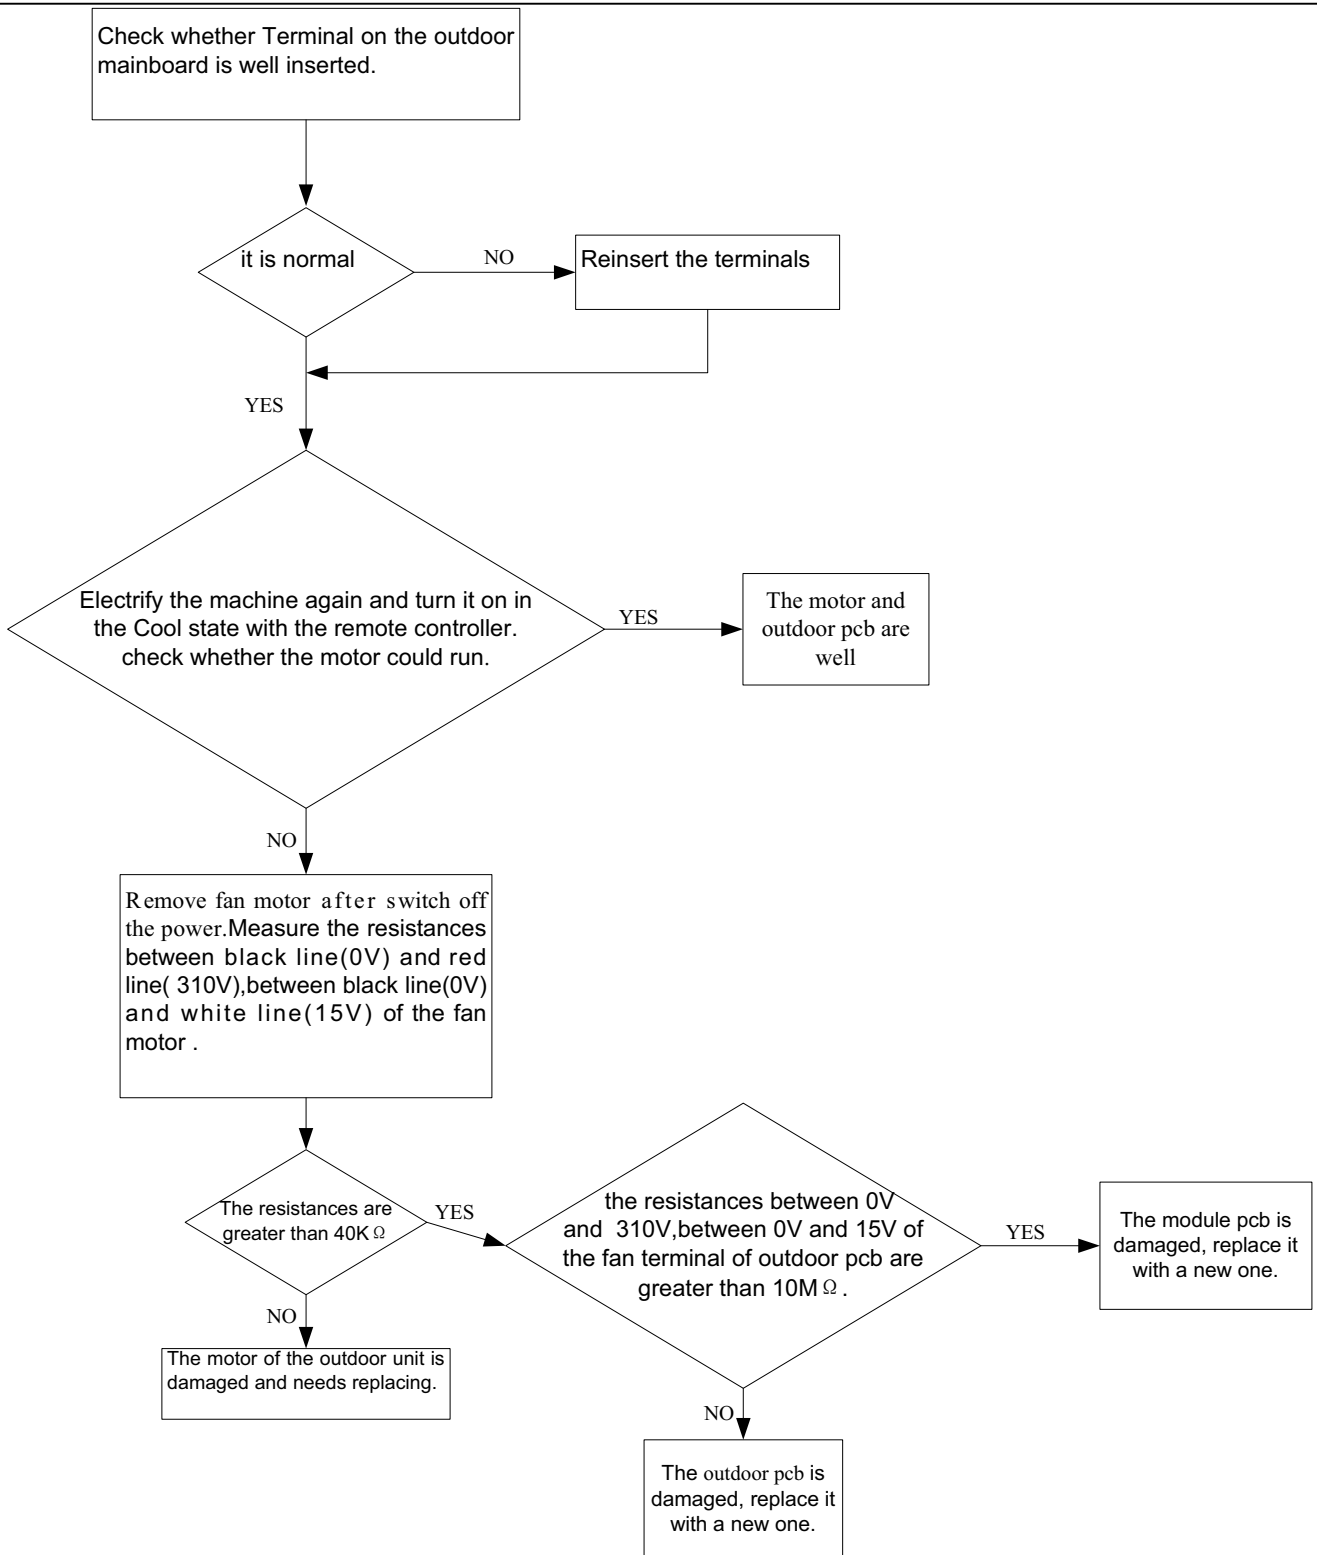 Check whether Terminal on the outdoor
mainboard is well inserted.
it is normal
NO
Reinsert the terminals
YES
Electrify the machine again and turn it on in
the Cool state with the remote controller.
check whether the motor could run.
YES
The motor and
outdoor pcb are
well
NO
Remove fan motor after switch off
the power.Measure the resistances
between black line(0V) and red
line( 310V),between black line(0V)
and white line(15V) of the fan
motor .
The resistances are
greater than 40K Ω
YES
the resistances between 0V
and 310V,between 0V and 15V of
the fan terminal of outdoor pcb are
greater than 10M Ω .
YES
The module pcb is
damaged, replace it
with a new one.
NO
The motor of the outdoor unit is
damaged and needs replacing.
NO
The outdoor pcb is
damaged, replace it
with a new one.